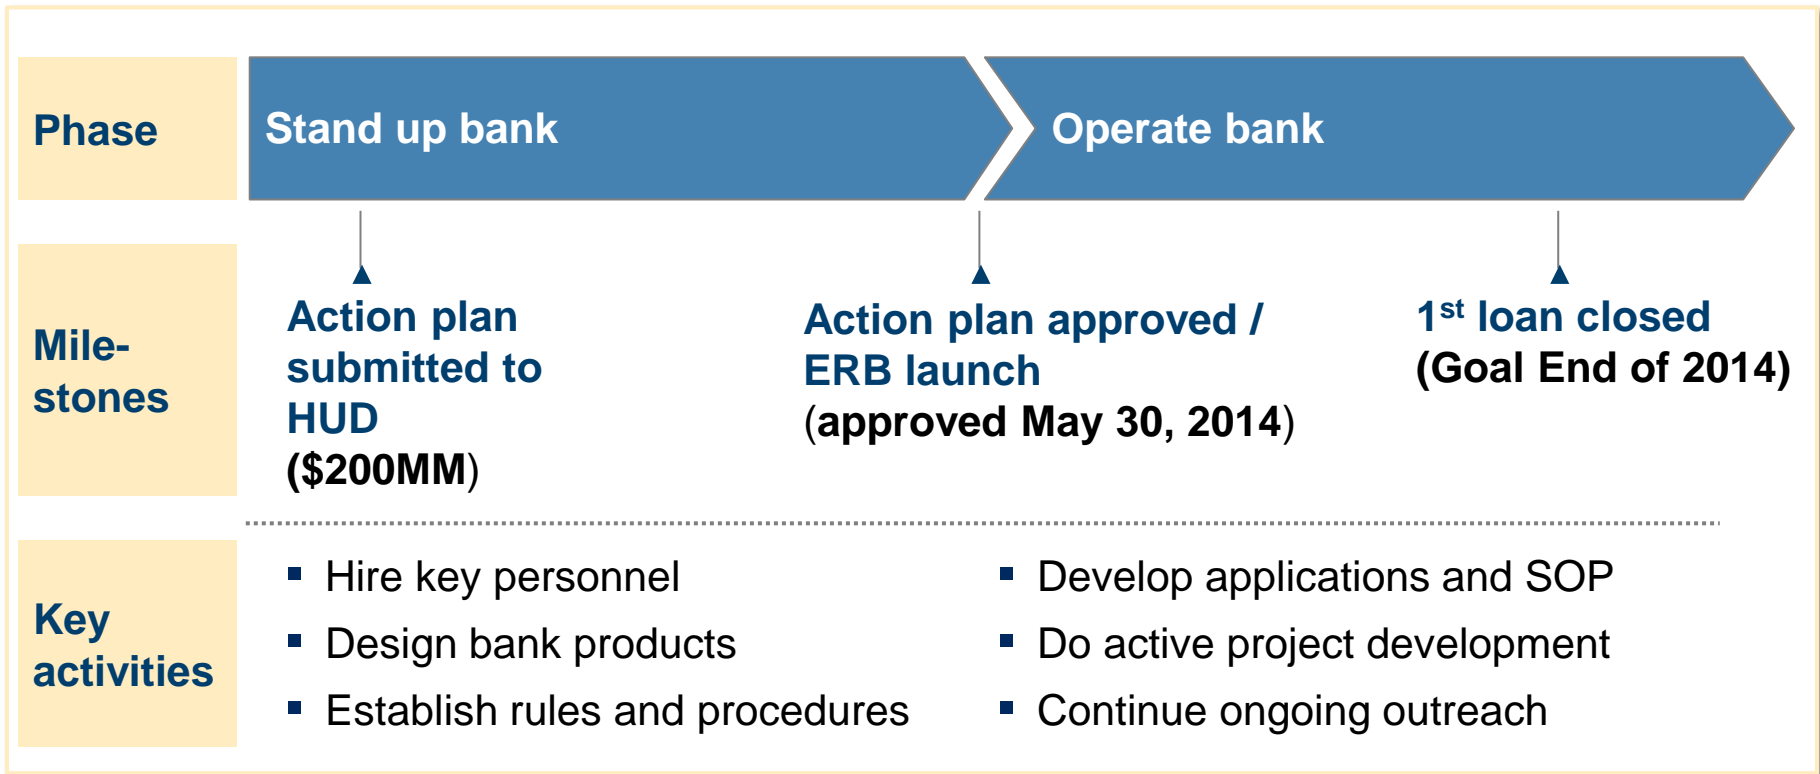 Phase
Stand up bank
Operate bank
Mile-
stones
Action plan
submitted to
HUD
($200MM)
Action plan approved /
ERB launch
(approved May 30, 2014)
1st loan closed
(Goal End of 2014)
Key
activities
▪ Hire key personnel
▪ Design bank products
▪ Establish rules and procedures
▪ Develop applications and SOP
▪ Do active project development
▪ Continue ongoing outreach